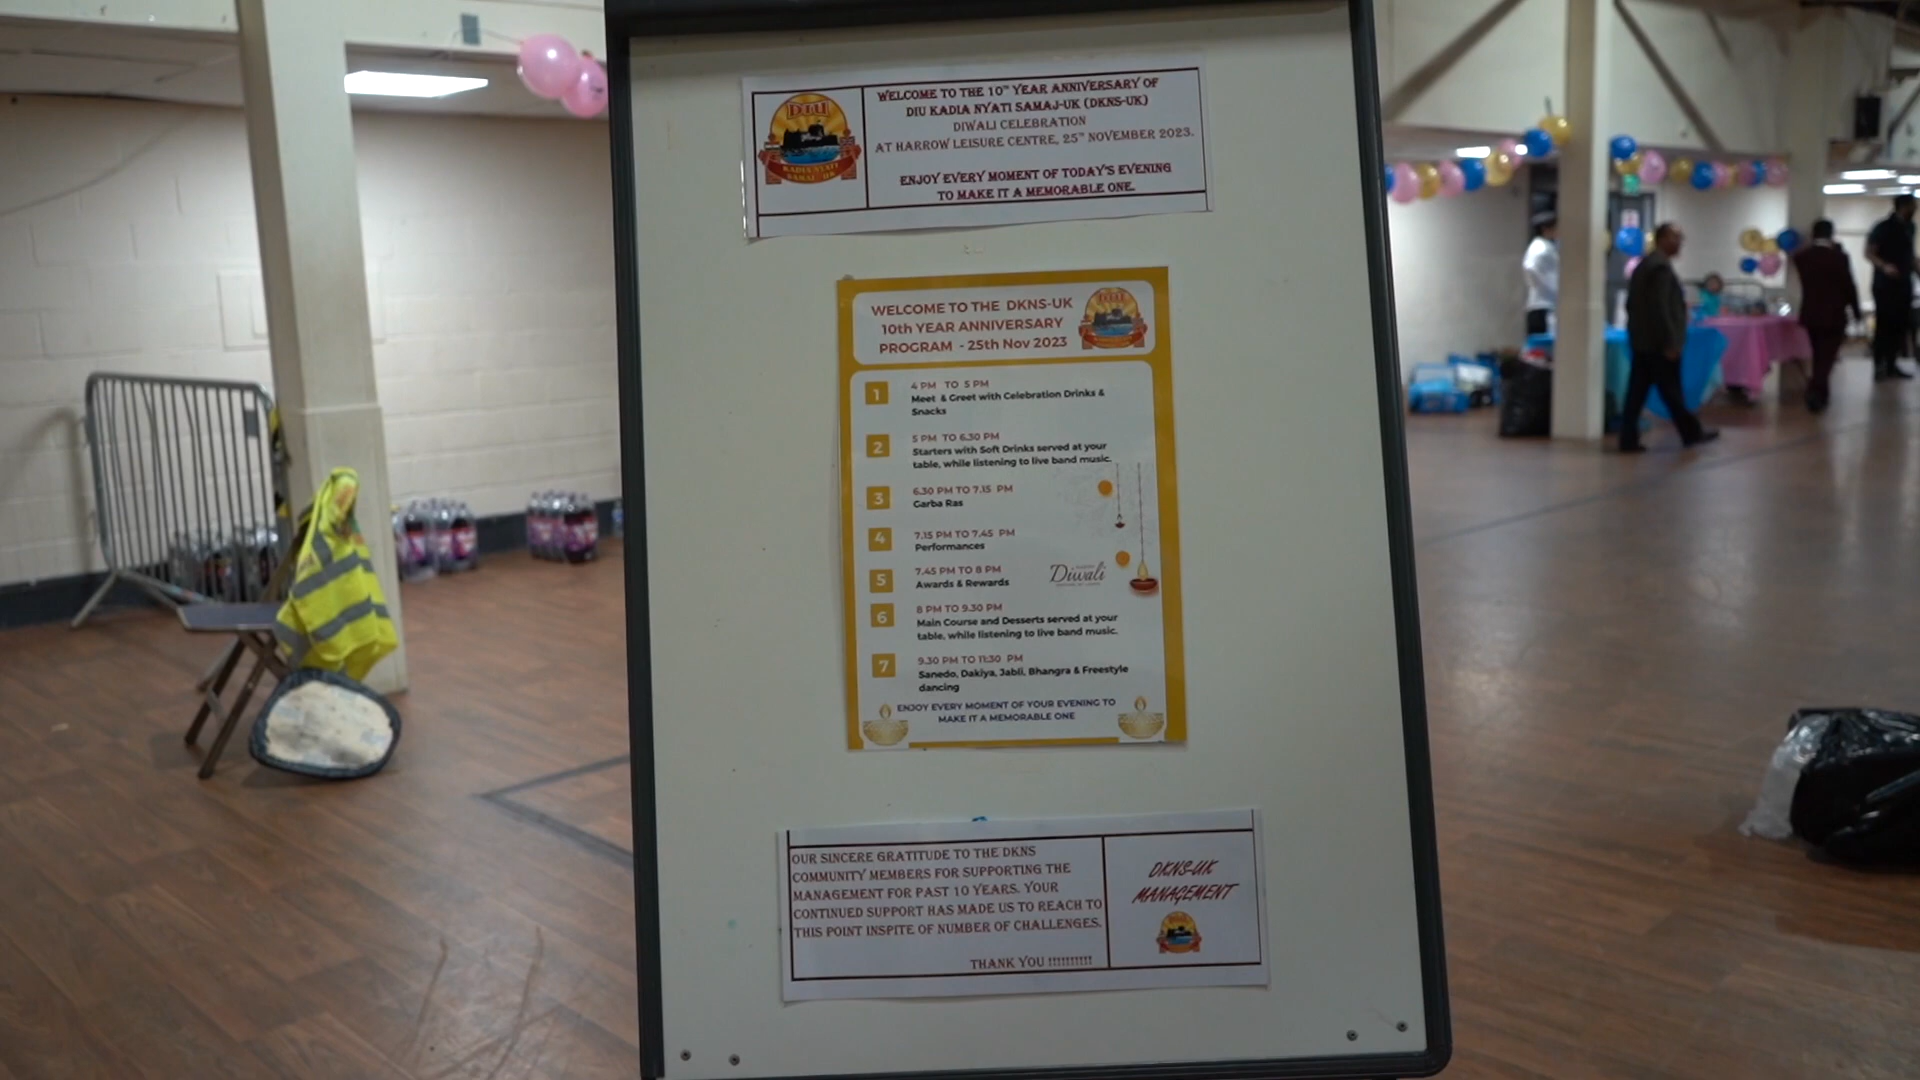 DIU
KADIA NYATI
SAMAJ - UK
WELCOME TO THE 10TH YEAR ANNIVERSARY OF
DIU KADIA NYATI SAMAJ-UK (DKNS-UK)
DIWALI CELEBRATION
AT HARROW LEISURE CENTRE, 25TH NOVEMBER 2023.
ENJOY EVERY MOMENT OF TODAY'S EVENING
TO MAKE IT A MEMORABLE ONE.
WELCOME TO THE DKNS-UK
10th YEAR ANNIVERSARY
PROGRAM - 25th Nov 2023
DIU
1
4 PM TO 5 PM
Meet & Greet with Celebration Drinks &
Snacks
2
5 PM TO 6.30 PM
Starters with Soft Drinks served at your
table, while listening to live band music.
3
6.30 PM TO 7.15 PM
Garba Ras
4
7.15 PM TO 7.45 PM
Performances
5
7.45 PM TO 8 PM
Awards & Rewards
Diwali
6
8 PM TO 9.30 PM
Main Course and Desserts served at your
table, while listening to live band music.
7
9.30 PM TO 11:30 PM
Sanedo, Dakiya, Jabli, Bhangra & Freestyle
dancing
ENJOY EVERY MOMENT OF YOUR EVENING TO
MAKE IT A MEMORABLE ONE
OUR SINCERE GRATITUDE TO THE DKNS
COMMUNITY MEMBERS FOR SUPPORTING THE
MANAGEMENT FOR PAST 10 YEARS. YOUR
CONTINUED SUPPORT HAS MADE US TO REACH TO
THIS POINT INSPITE OF NUMBER OF CHALLENGES.
THANK YOU !!!!!!!!!!
DKNS-UK
MANAGEMENT